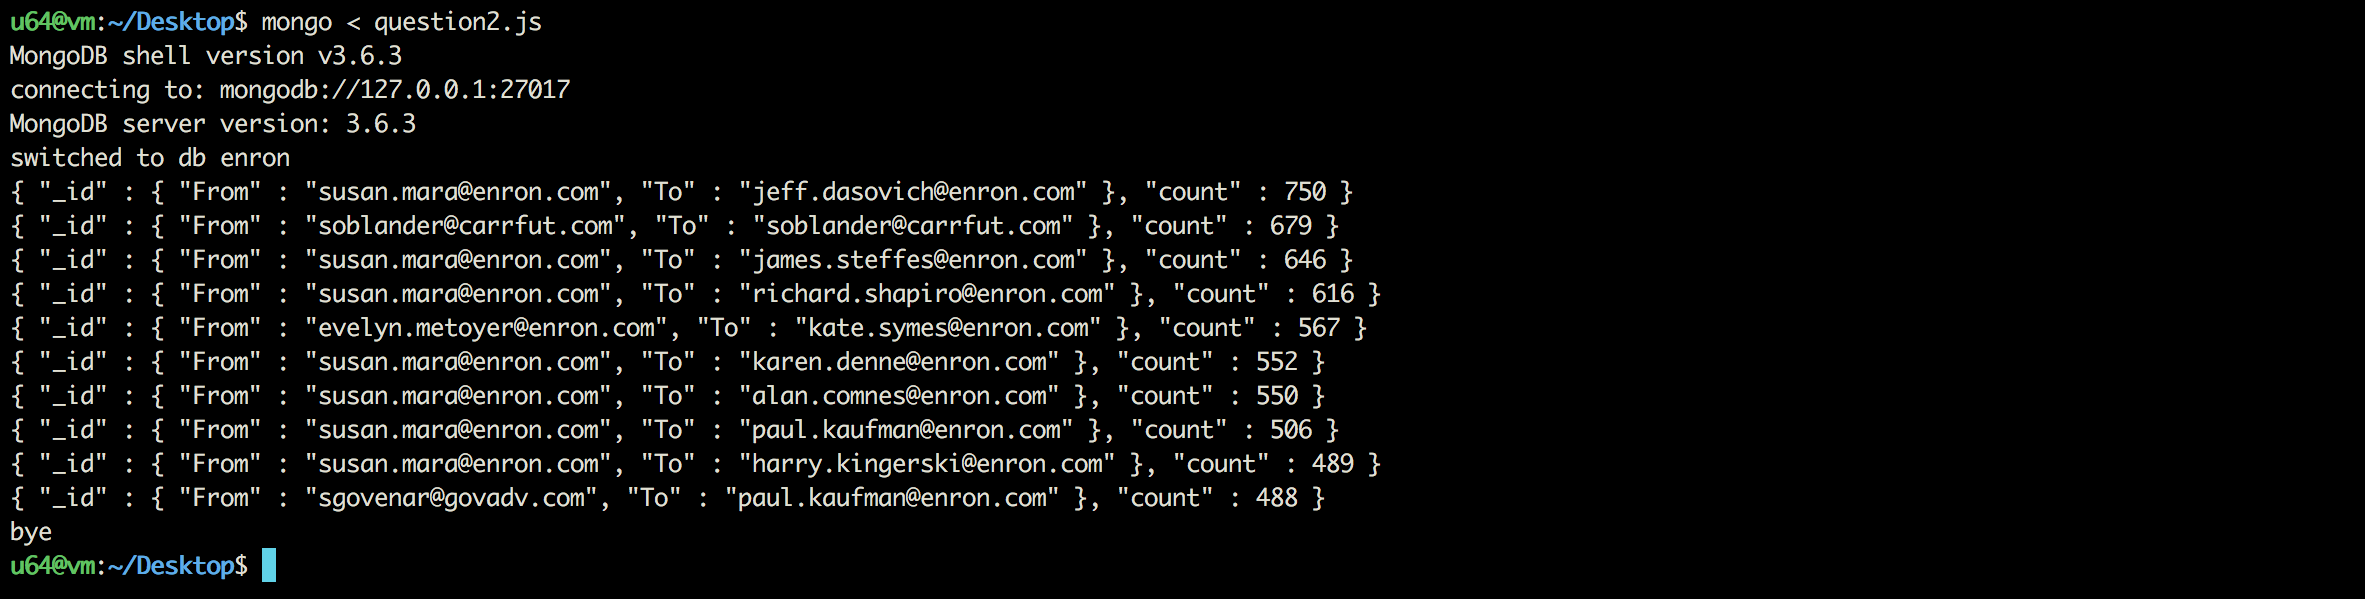 u64@vm:~/Desktop$ mongo < question2.js
MongoDB shell version v3.6.3
connecting to: mongodb://127.0.0.1:27017
MongoDB server version: 3.6.3
switched to db enron
{ "_id" : { "From" : "susan.mara@enron.com", "To" : "jeff.dasovich@enron.com" }, "count" : 750 }
{ "_id" : { "From" : "soblander@carrfut.com", "To" : "soblander@carrfut.com" }, "count" : 679 }
{ "_id" : { "From" : "susan.mara@enron.com", "To" : "james.steffes@enron.com" }, "count" : 646 }
{ "_id" : { "From" : "susan.mara@enron.com", "To" : "richard.shapiro@enron.com" }, "count" : 616 }
{ "_id" : { "From" : "evelyn.metoyer@enron.com", "To" : "kate.symes@enron.com" }, "count" : 567 }
{ "_id" : { "From" : "susan.mara@enron.com", "To" : "karen.denne@enron.com" }, "count" : 552 }
{ "_id" : { "From" : "susan.mara@enron.com", "To" : "alan.comnes@enron.com" }, "count" : 550 }
{ "_id" : { "From" : "susan.mara@enron.com", "To" : "paul.kaufman@enron.com" }, "count" : 506 }
{ "_id" : { "From" : "susan.mara@enron.com", "To" : "harry.kingerski@enron.com" }, "count" : 489 }
{ "_id" : { "From" : "sgovenar@govadv.com", "To" : "paul.kaufman@enron.com" }, "count" : 488 }
bye
u64@vm:~/Desktop$